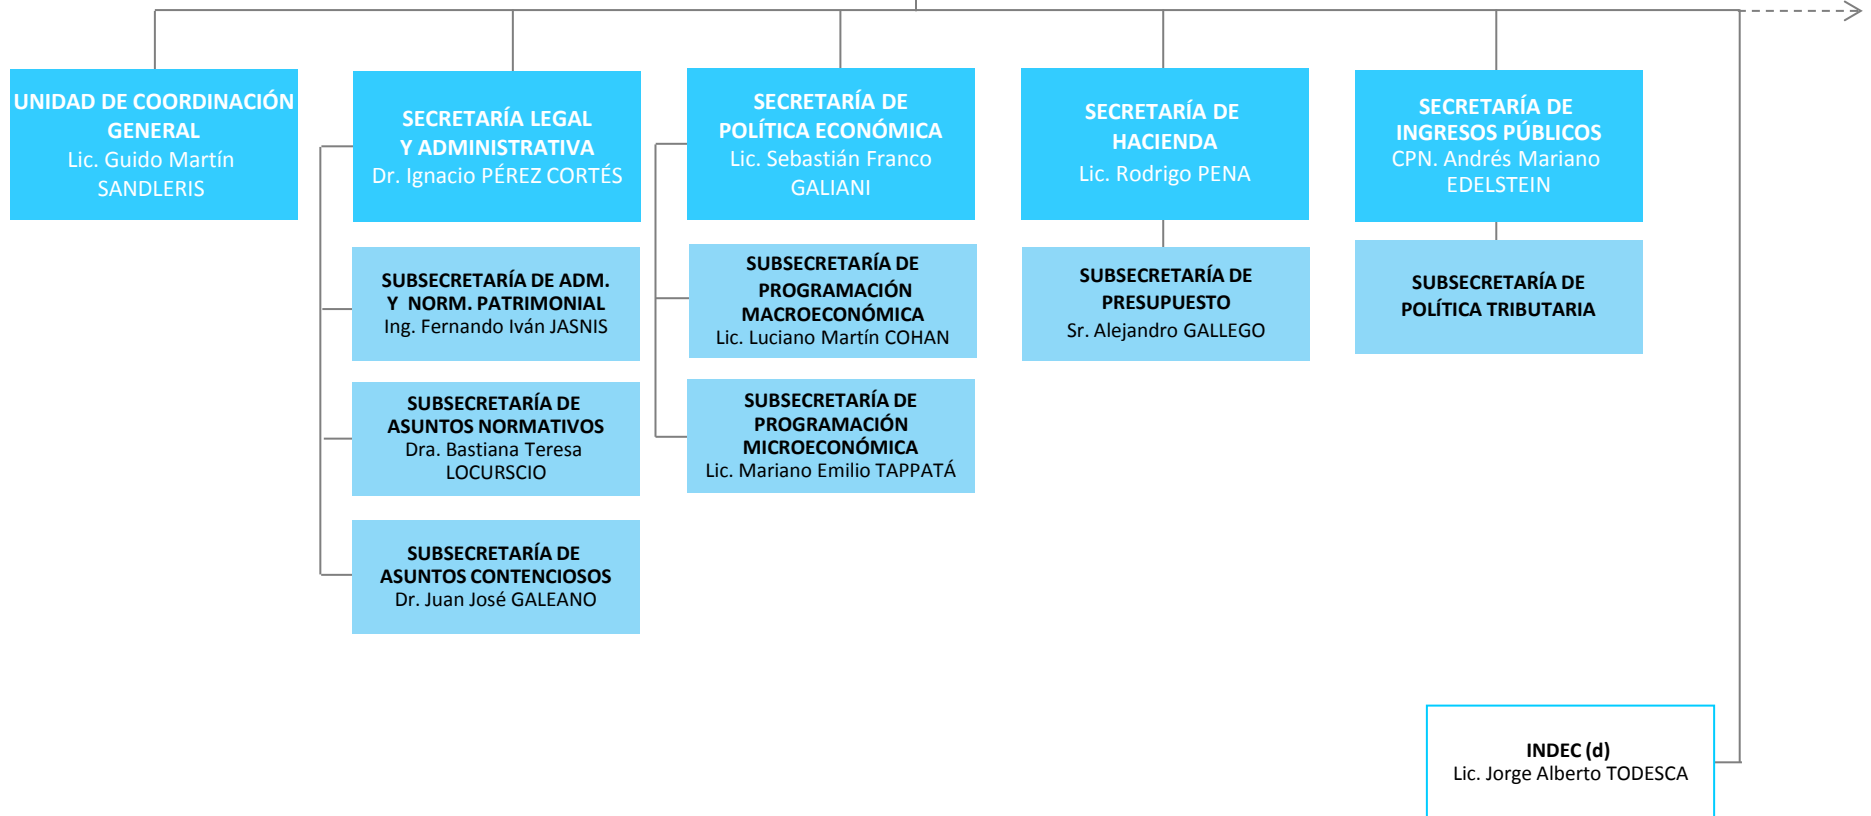 UNIDAD DE COORDINACIÓN
GENERAL
Lic. Guido Martín
SANDLERIS
SECRETARÍA LEGAL
Y ADMINISTRATIVA
Dr. Ignacio PÉREZ CORTÉS
SUBSECRETARÍA DE ADM.
Y NORM. PATRIMONIAL
Ing. Fernando Iván JASNIS
SUBSECRETARÍA DE
ASUNTOS NORMATIVOS
Dra. Bastiana Teresa
LOCURSCIO
SUBSECRETARÍA DE
ASUNTOS CONTENCIOSOS
Dr. Juan José GALEANO
SECRETARÍA DE
POLÍTICA ECONÓMICA
Lic. Sebastián Franco
GALIANI
SUBSECRETARÍA DE
PROGRAMACIÓN
MACROECONÓMICA
Lic. Luciano Martín COHAN
SUBSECRETARÍA DE
PROGRAMACIÓN
MICROECONÓMICA
Lic. Mariano Emilio TAPPATÁ
SECRETARÍA DE
HACIENDA
Lic. Rodrigo PENA
SUBSECRETARÍA DE
PRESUPUESTO
Sr. Alejandro GALLEGO
SECRETARÍA DE
INGRESOS PÚBLICOS
CPN. Andrés Mariano
EDELSTEIN
SUBSECRETARÍA DE
POLÍTICA TRIBUTARIA
INDEC (d)
Lic. Jorge Alberto TODESCA